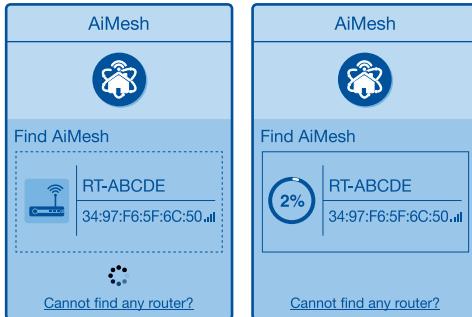 AiMesh
Find AiMesh
RT-ABCDE
34:97:F6:5F:6C:50
Cannot find any router?
AiMesh
Find AiMesh
2%
RT-ABCDE
34:97:F6:5F:6C:50
Cannot find any router?